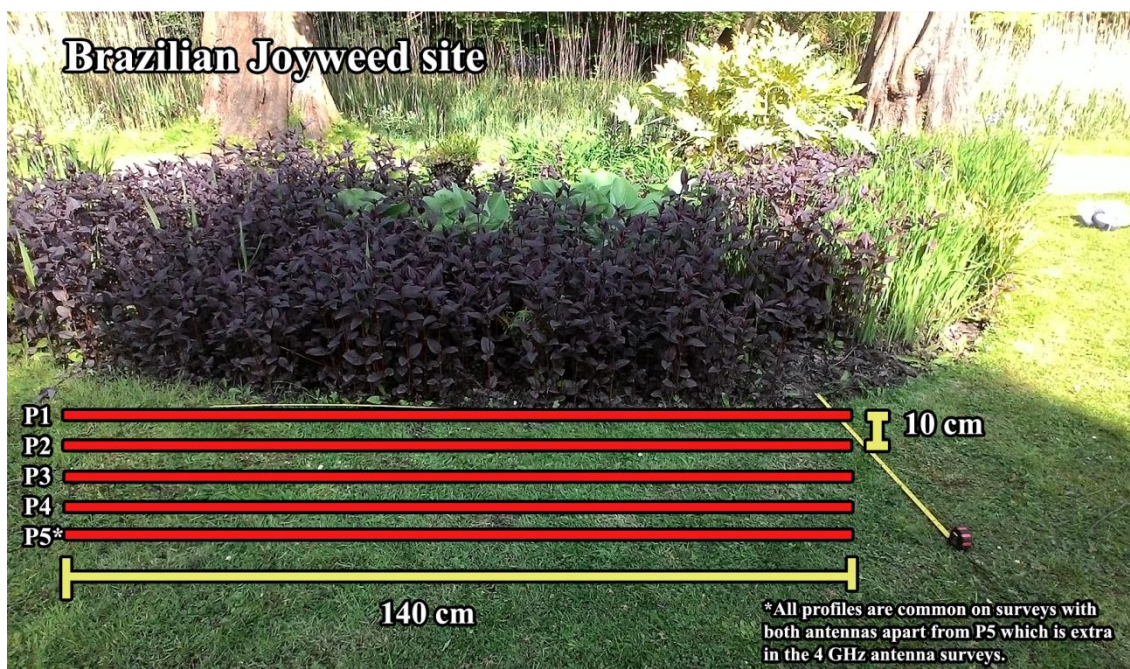 Brazilian Joyweed site
P1
10 cm
P2
P3
P4
P5*
140 cm
*All profiles are common on surveys with
both antennas apart from P5 which is extra
in the 4 GHz antenna surveys.